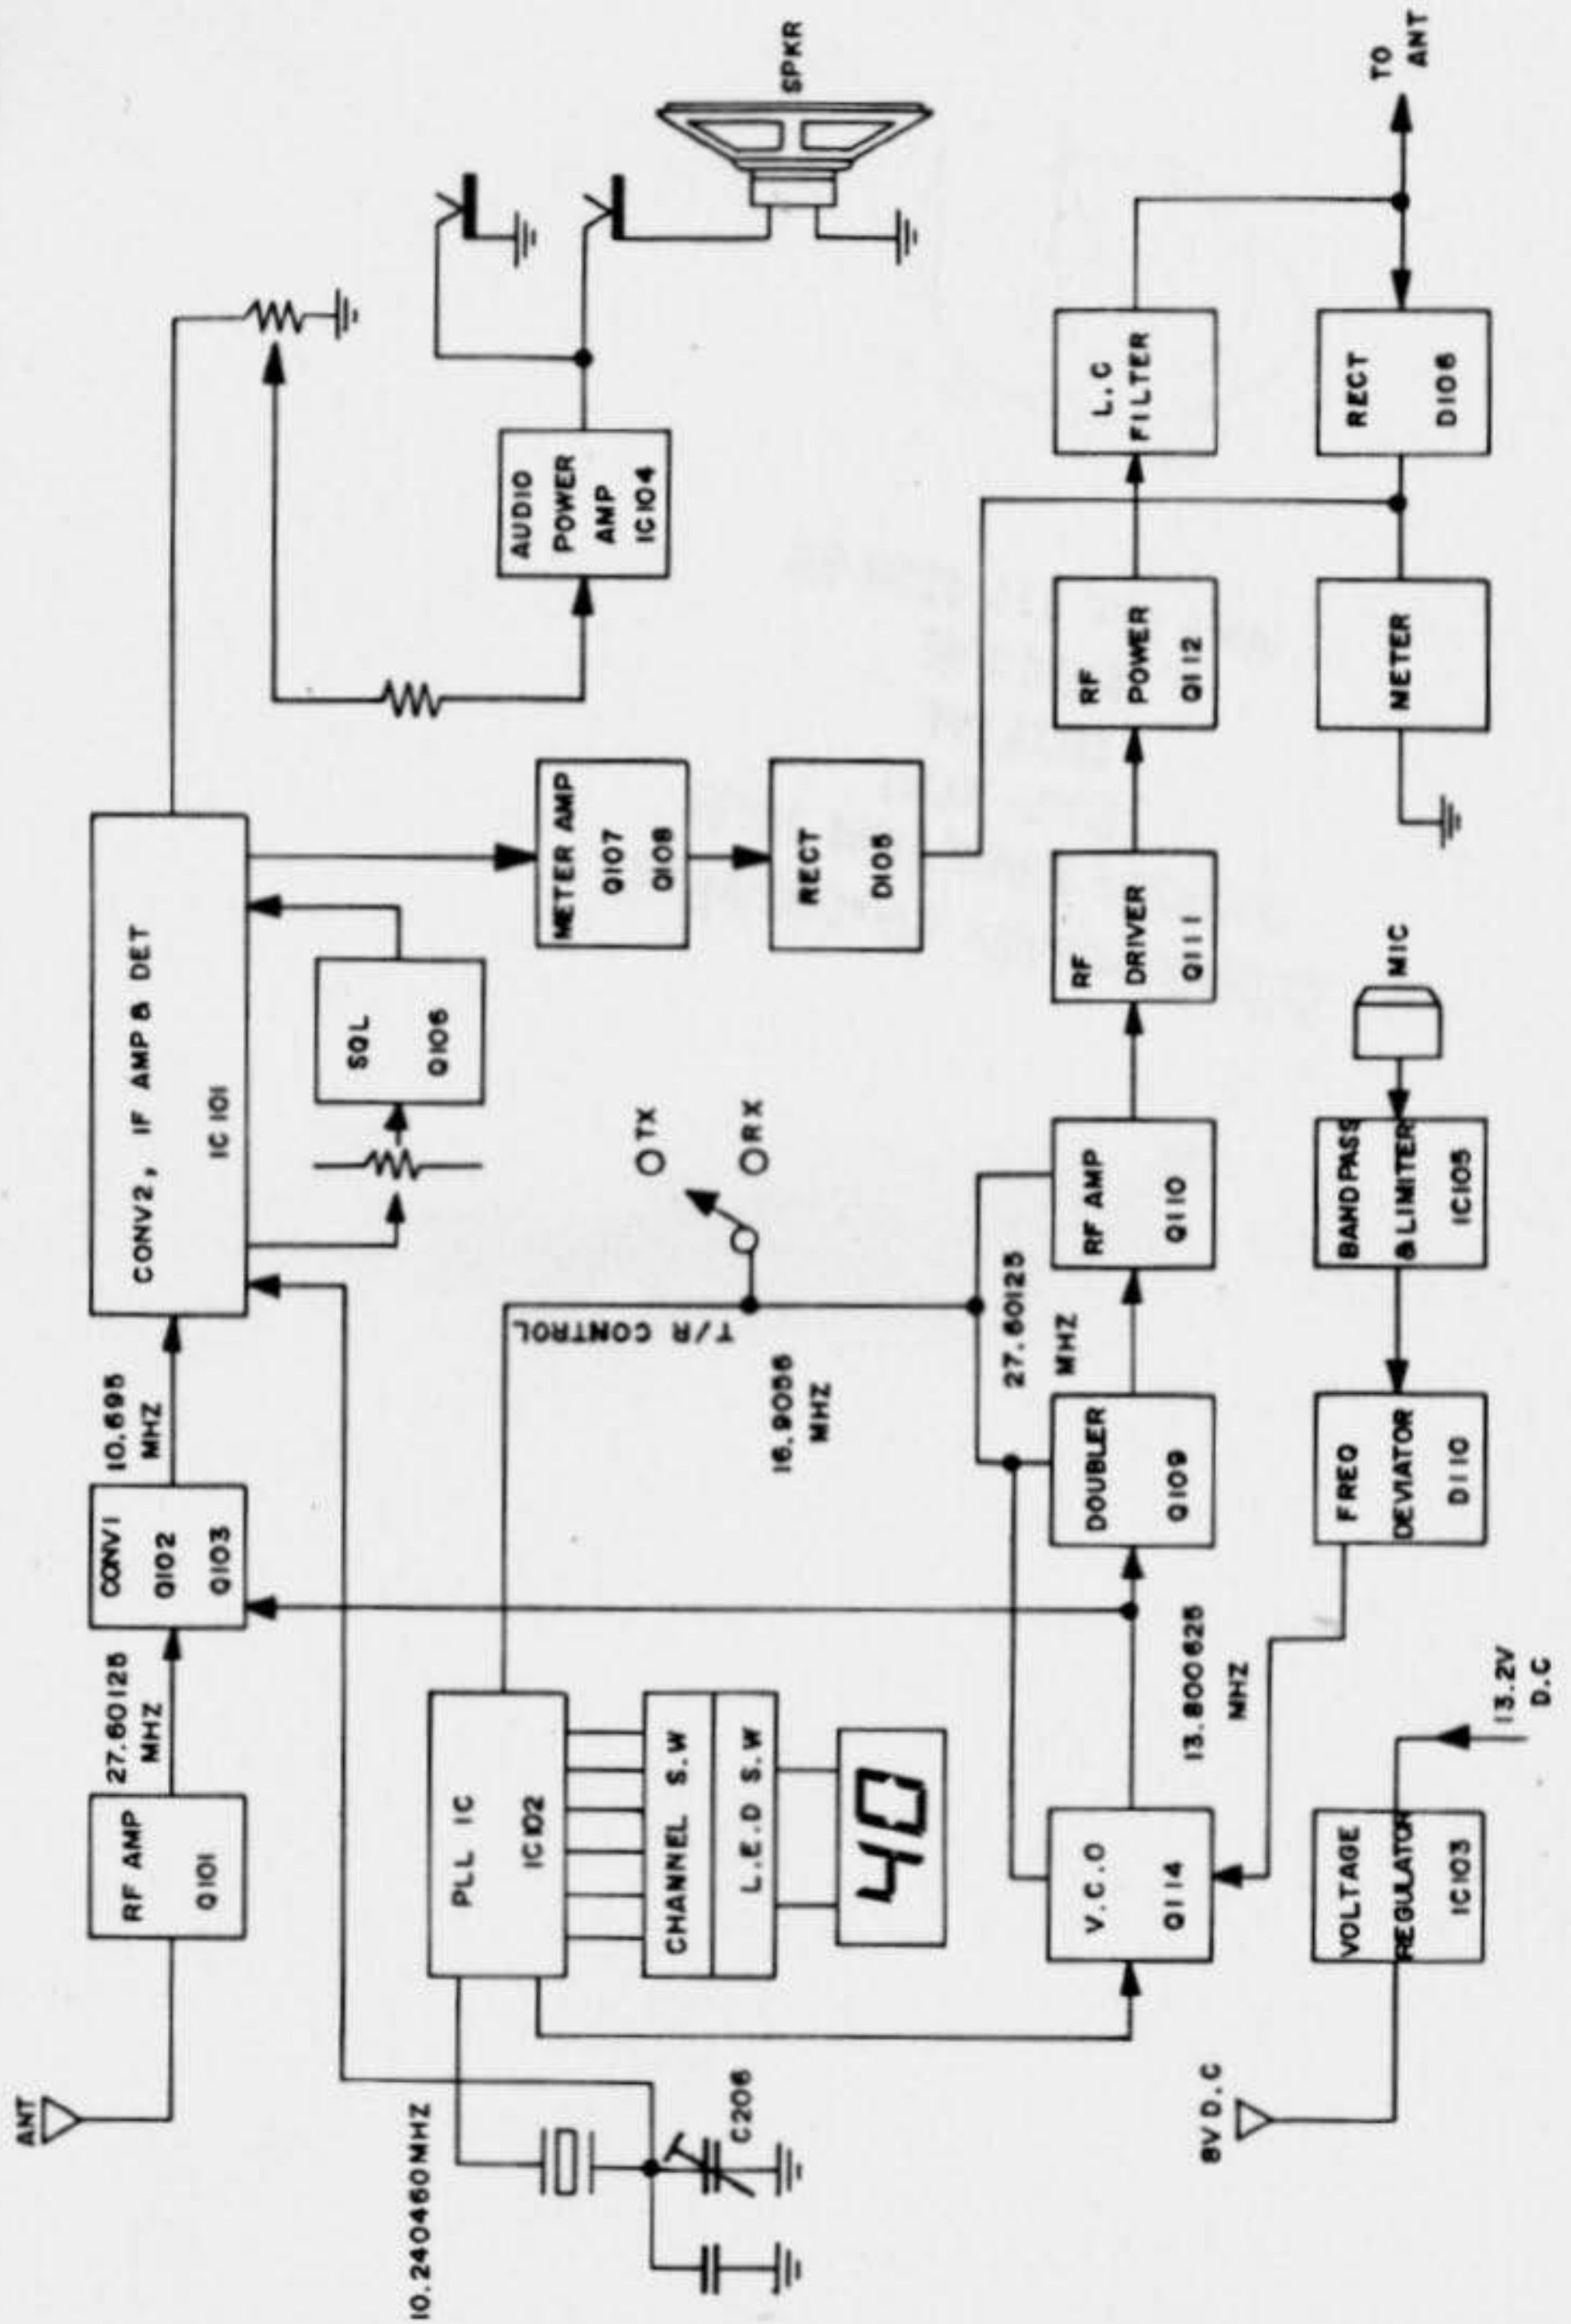 ANT
RF AMP
Q101
27.60125
MHZ
CONV1
Q102
Q103
10.695
MHZ
CONV2, IF AMP & DET
IC 101
SQL
Q106
METER AMP
Q107
Q108
RECT
D105
AUDIO
POWER
AMP
IC104
SPKR
10.240460MHZ
C206
PLL IC
IC102
CHANNEL S.W
L.E.D S.W
40
T/R CONTROL
TX
RX
16.9056
MHZ
V.C.O
Q114
13.800625
MHZ
DOUBLER
Q109
27.60125
MHZ
RF AMP
Q110
RF
DRIVER
Q111
RF
POWER
Q112
L.C
FILTER
TO
ANT
8V D.C
VOLTAGE
REGULATOR
IC103
13.2V
D.C
FREQ
DEVIATOR
D110
BANDPASS
& LIMITER
IC105
MIC
METER
RECT
D106